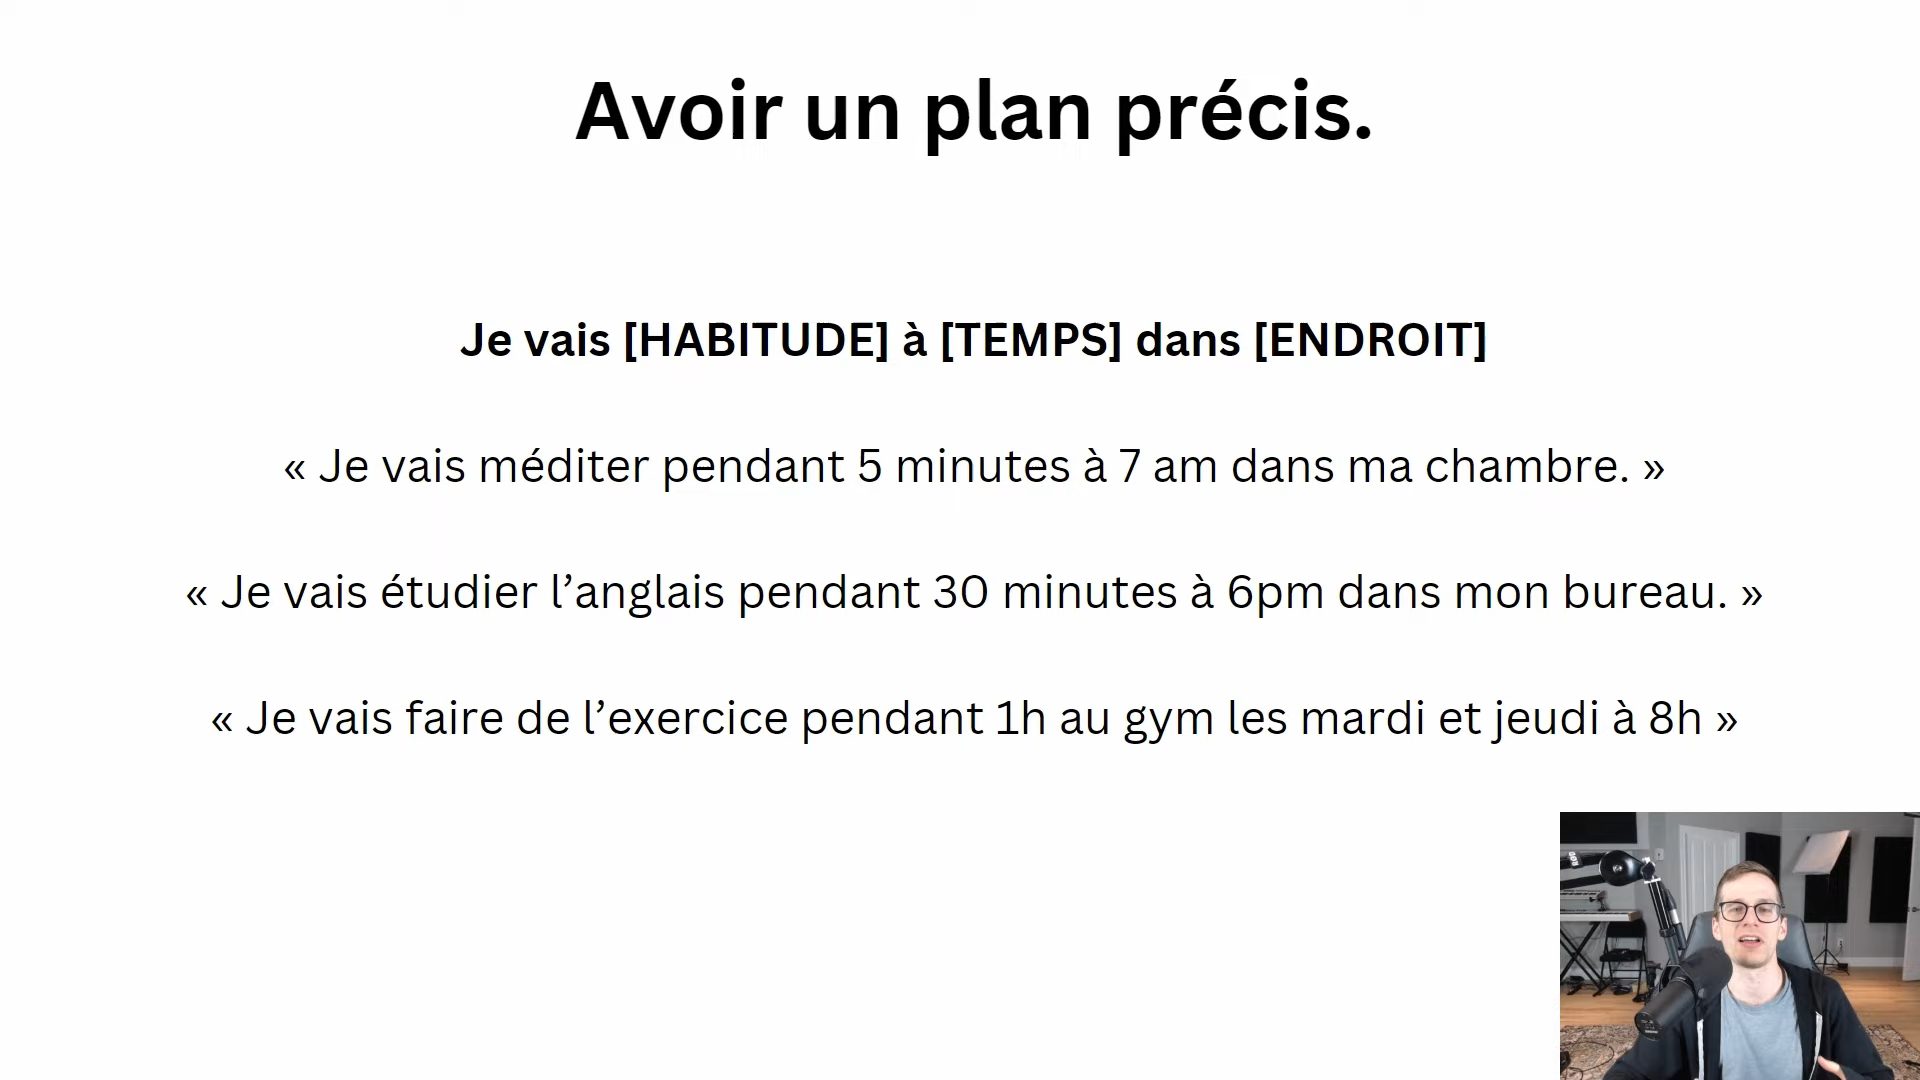 Avoir un plan précis.
Je vais [HABITUDE] à [TEMPS] dans [ENDROIT]
« Je vais méditer pendant 5 minutes à 7 am dans ma chambre. »
« Je vais étudier l’anglais pendant 30 minutes à 6pm dans mon bureau. »
« Je vais faire de l’exercice pendant 1h au gym les mardi et jeudi à 8h »